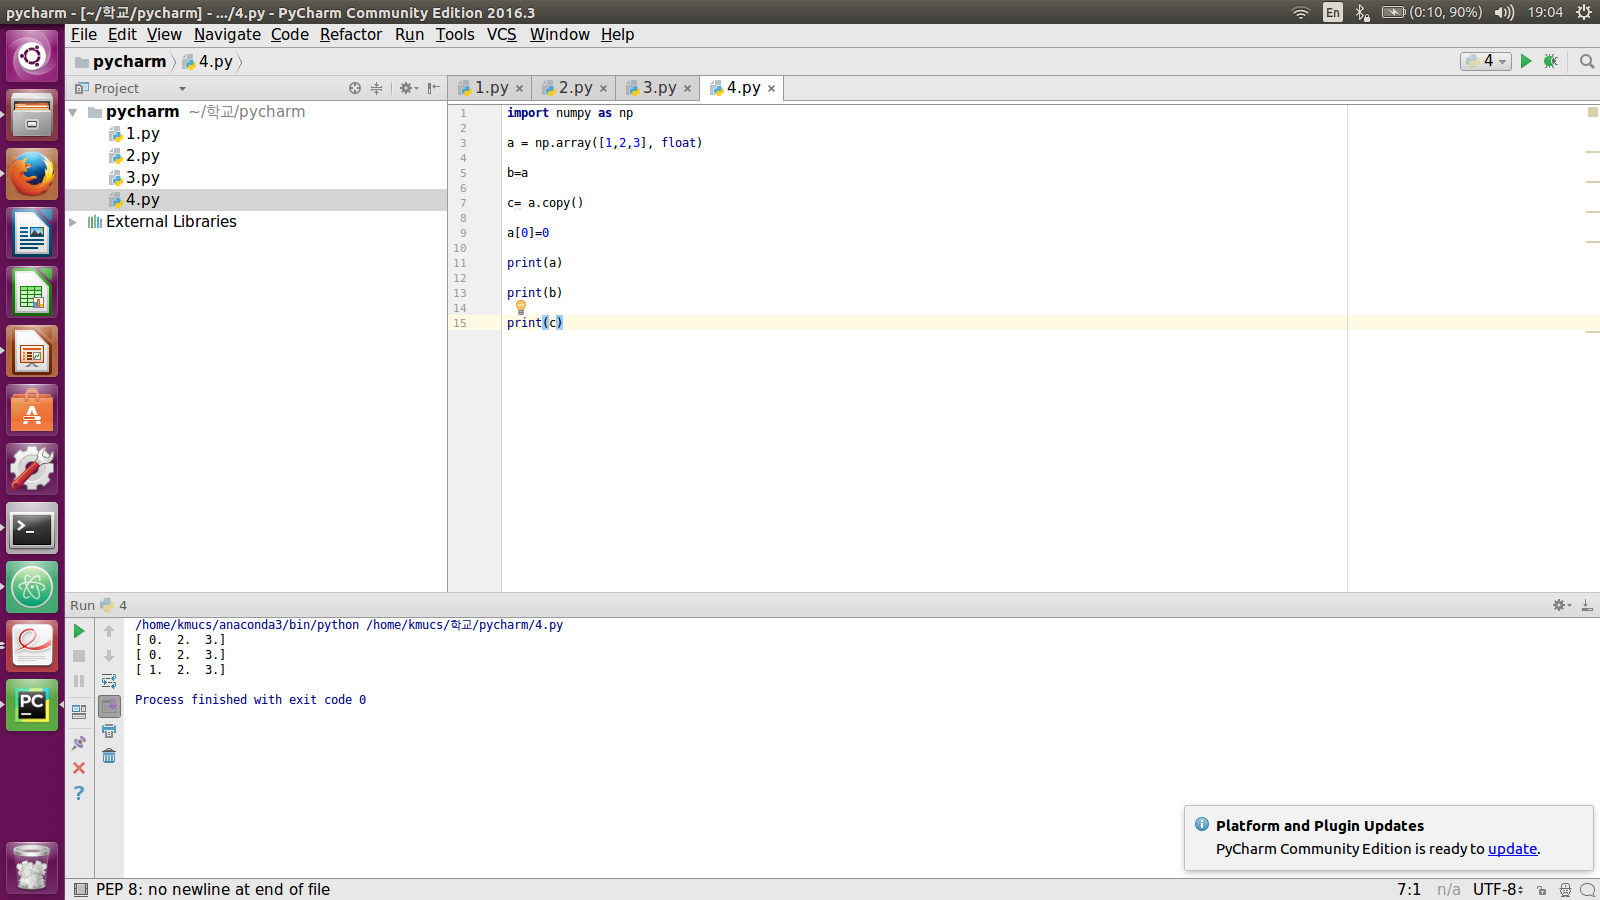 pycharm - [~/학교/pycharm] - .../4.py - PyCharm Community Edition 2016.3
En
(0:10, 90%)
19:04
File Edit View Navigate Code Refactor Run Tools VCS Window Help
pycharm 4.py
4
Project
1.py × 2.py × 3.py × 4.py ×
pycharm ~/학교/pycharm
1.py
2.py
3.py
4.py
External Libraries
1 import numpy as np
2
3 a = np.array([1,2,3], float)
4
5 b=a
6
7 c= a.copy()
8
9 a[0]=0
10
11 print(a)
12
13 print(b)
14
15 print(c)
Run 4
/home/kmucs/anaconda3/bin/python /home/kmucs/학교/pycharm/4.py
[ 0. 2. 3.]
[ 0. 2. 3.]
[ 1. 2. 3.]
Process finished with exit code 0
PC
?
Platform and Plugin Updates
PyCharm Community Edition is ready to update.
PEP 8: no newline at end of file
7:1 n/a UTF-8